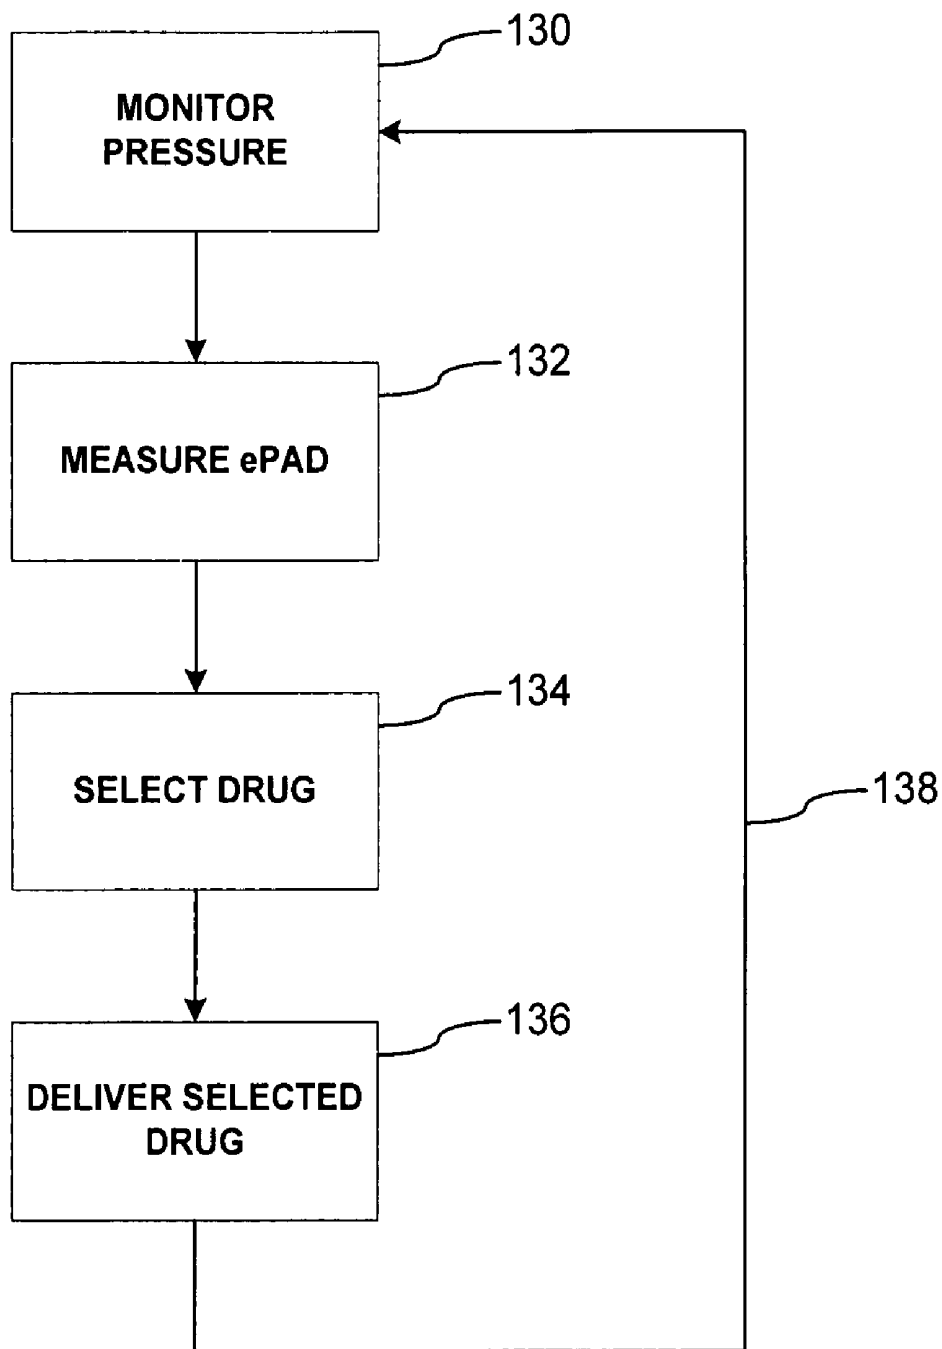 130
MONITOR
PRESSURE
132
MEASURE ePAD
134
SELECT DRUG
138
136
DELIVER SELECTED
DRUG